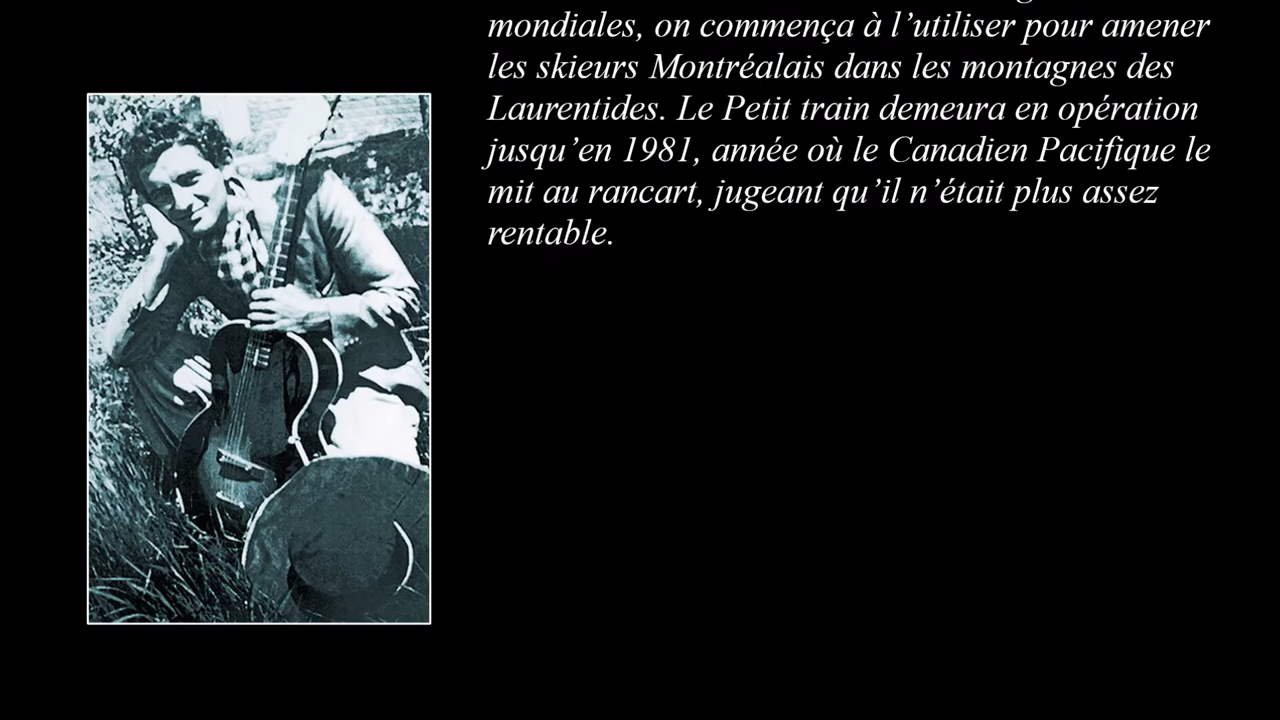 mondiales, on commença à l’utiliser pour amener
les skieurs Montréalais dans les montagnes des
Laurentides. Le Petit train demeura en opération
jusqu’en 1981, année où le Canadien Pacifique le
mit au rancart, jugeant qu’il n’était plus assez
rentable.